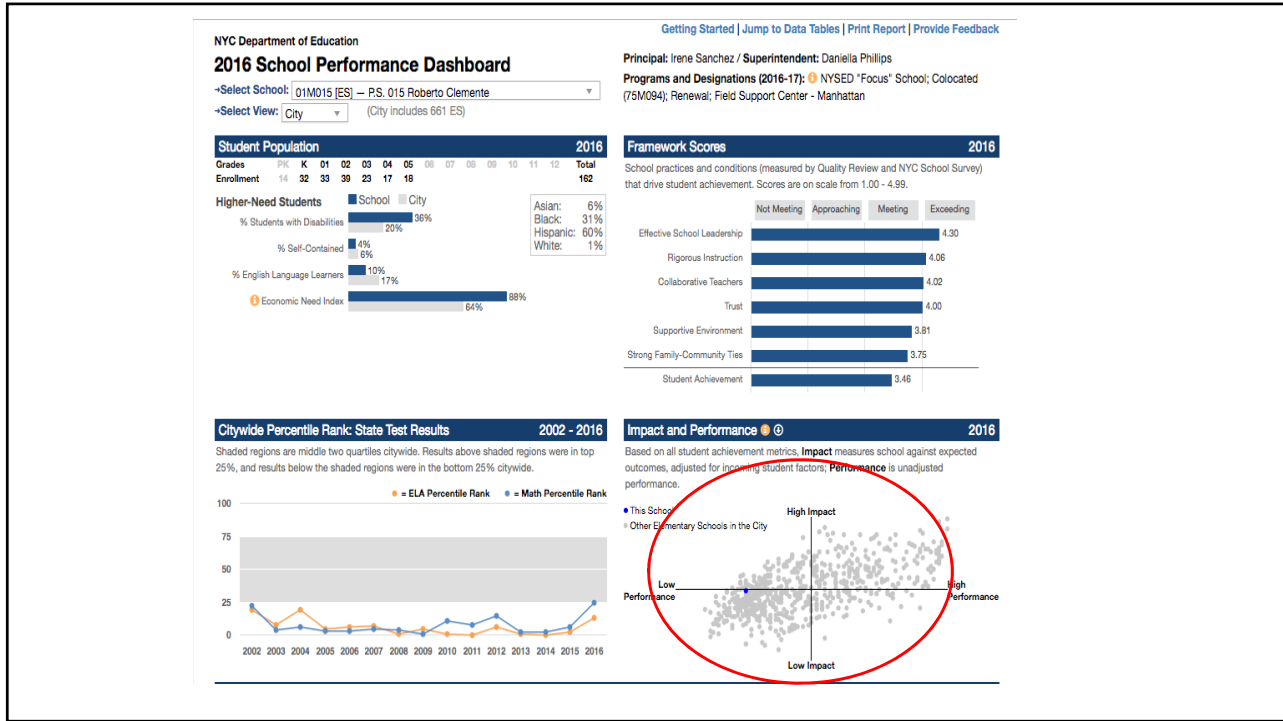 Getting Started | Jump to Data Tables | Print Report | Provide Feedback
NYC Department of Education
2016 School Performance Dashboard
→Select School: 01M015 [ES] — P.S. 015 Roberto Clemente
→Select View: City (City includes 661 ES)
Principal: Irene Sanchez / Superintendent: Daniella Phillips
Programs and Designations (2016-17): NYSED "Focus" School; Colocated
(75M094); Renewal; Field Support Center - Manhattan
Student Population 2016
Grades PK K 01 02 03 04 05 06 07 08 09 10 11 12 Total
Enrollment 14 32 33 39 23 17 18 162
Higher-Need Students School City
Asian: 6%
Black: 31%
Hispanic: 60%
White: 1%
% Students with Disabilities 36%
20%
% Self-Contained 4%
6%
% English Language Learners 10%
17%
Economic Need Index 88%
64%
Framework Scores 2016
School practices and conditions (measured by Quality Review and NYC School Survey)
that drive student achievement. Scores are on scale from 1.00 - 4.99.
Not Meeting Approaching Meeting Exceeding
Effective School Leadership 4.30
Rigorous Instruction 4.06
Collaborative Teachers 4.02
Trust 4.00
Supportive Environment 3.81
Strong Family-Community Ties 3.75
Student Achievement 3.46
Citywide Percentile Rank: State Test Results 2002 - 2016
Shaded regions are middle two quartiles citywide. Results above shaded regions were in top
25%, and results below the shaded regions were in the bottom 25% citywide.
= ELA Percentile Rank = Math Percentile Rank
100
75
50
25
0
2002 2003 2004 2005 2006 2007 2008 2009 2010 2011 2012 2013 2014 2015 2016
Impact and Performance 2016
Based on all student achievement metrics, Impact measures school against expected
outcomes, adjusted for incoming student factors; Performance is unadjusted
performance.
This School
Other Elementary Schools in the City
High Impact
Low
Performance
High
Performance
Low Impact